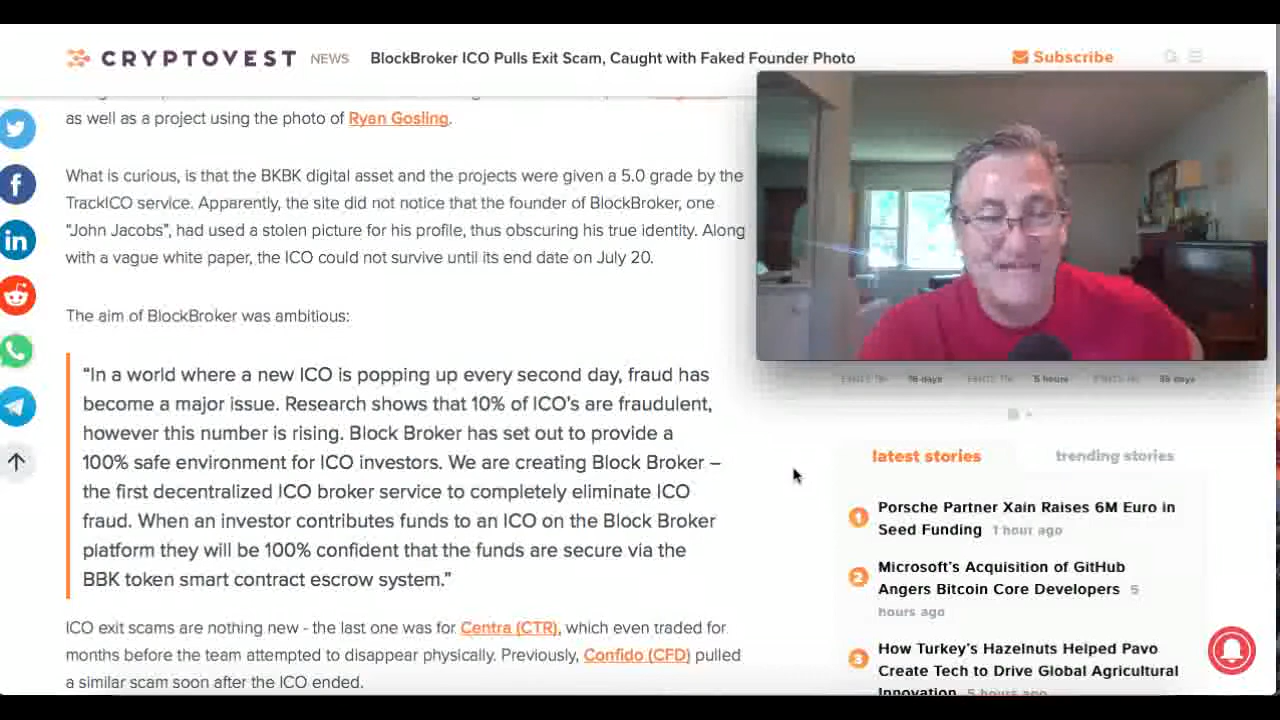 CRYPTOVEST NEWS BlockBroker ICO Pulls Exit Scam, Caught with Faked Founder Photo Subscribe
as well as a project using the photo of Ryan Gosling.
What is curious, is that the BKBK digital asset and the projects were given a 5.0 grade by the
TrackICO service. Apparently, the site did not notice that the founder of BlockBroker, one
"John Jacobs", had used a stolen picture for his profile, thus obscuring his true identity. Along
with a vague white paper, the ICO could not survive until its end date on July 20.
The aim of BlockBroker was ambitious:
“In a world where a new ICO is popping up every second day, fraud has
become a major issue. Research shows that 10% of ICO's are fraudulent,
however this number is rising. Block Broker has set out to provide a
100% safe environment for ICO investors. We are creating Block Broker –
the first decentralized ICO broker service to completely eliminate ICO
fraud. When an investor contributes funds to an ICO on the Block Broker
platform they will be 100% confident that the funds are secure via the
BBK token smart contract escrow system.”
ICO exit scams are nothing new - the last one was for Centra (CTR), which even traded for
months before the team attempted to disappear physically. Previously, Confido (CFD) pulled
a similar scam soon after the ICO ended.
16 days 5 hours 35 days
latest stories trending stories
1 Porsche Partner Xain Raises 6M Euro in
Seed Funding 1 hour ago
2 Microsoft's Acquisition of GitHub
Angers Bitcoin Core Developers 5
hours ago
3 How Turkey's Hazelnuts Helped Pavo
Create Tech to Drive Global Agricultural
Innovation 5 hours ago